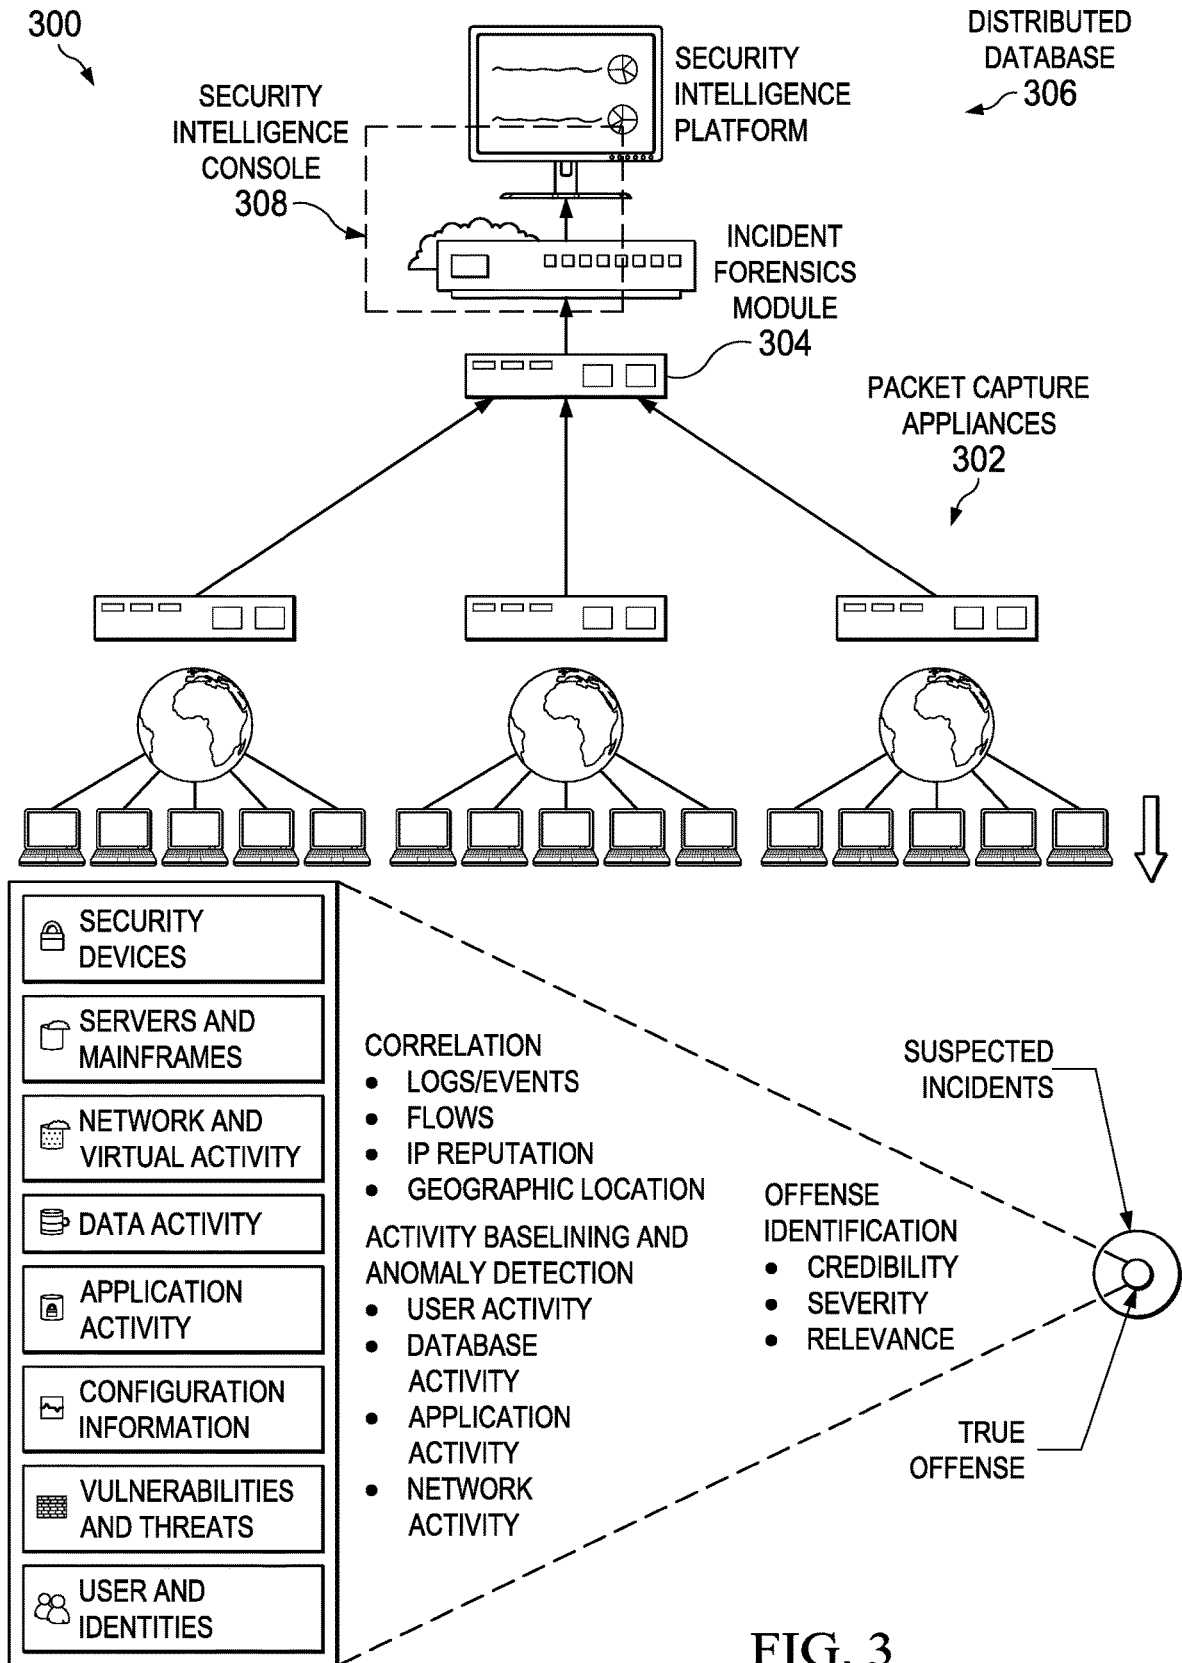 300
DISTRIBUTED
DATABASE
306
SECURITY
INTELLIGENCE
PLATFORM
SECURITY
INTELLIGENCE
CONSOLE
308
INCIDENT
FORENSICS
MODULE
304
PACKET CAPTURE
APPLIANCES
302
SECURITY
DEVICES
SERVERS AND
MAINFRAMES
NETWORK AND
VIRTUAL ACTIVITY
DATA ACTIVITY
APPLICATION
ACTIVITY
CONFIGURATION
INFORMATION
VULNERABILITIES
AND THREATS
USER AND
IDENTITIES
CORRELATION
• LOGS/EVENTS
• FLOWS
• IP REPUTATION
• GEOGRAPHIC LOCATION
ACTIVITY BASELINING AND
ANOMALY DETECTION
• USER ACTIVITY
• DATABASE
ACTIVITY
• APPLICATION
ACTIVITY
• NETWORK
ACTIVITY
OFFENSE
IDENTIFICATION
• CREDIBILITY
• SEVERITY
• RELEVANCE
SUSPECTED
INCIDENTS
TRUE
OFFENSE
FIG. 3